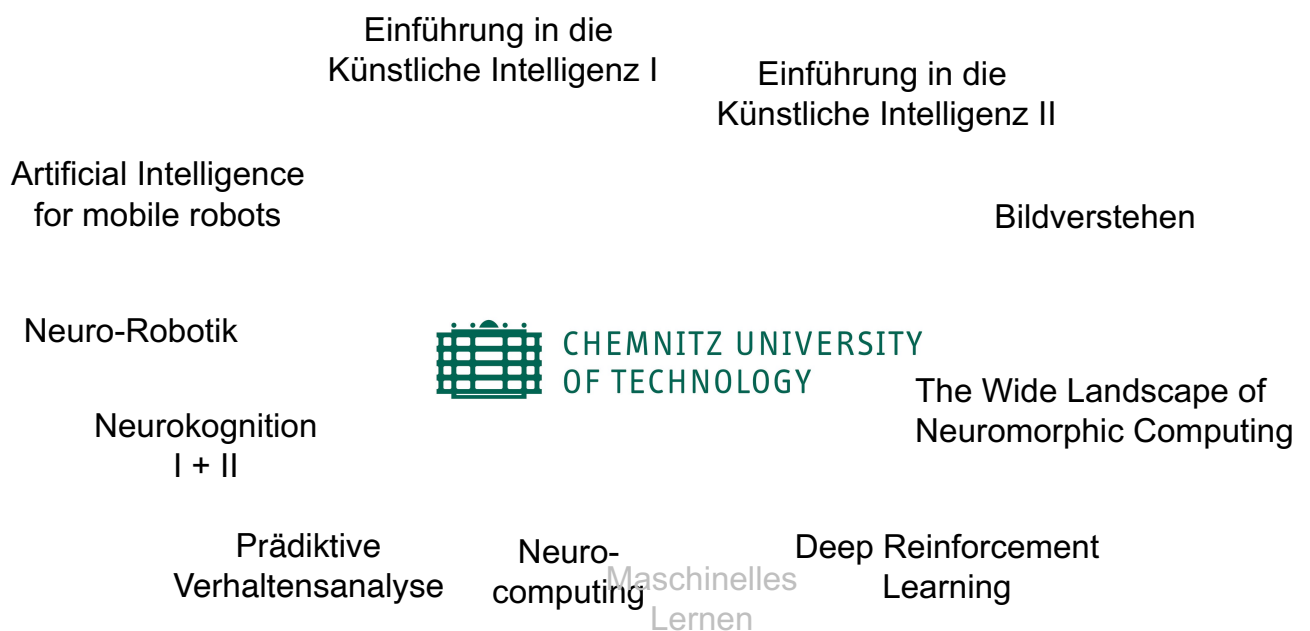 Einführung in die
Künstliche Intelligenz I
Einführung in die
Künstliche Intelligenz II
Artificial Intelligence
for mobile robots
Bildverstehen
Neuro-Robotik
CHEMNITZ UNIVERSITY
OF TECHNOLOGY
The Wide Landscape of
Neuromorphic Computing
Neurokognition
I + II
Prädiktive
Verhaltensanalyse
Neuro-
computing
Maschinelles
Lernen
Deep Reinforcement
Learning